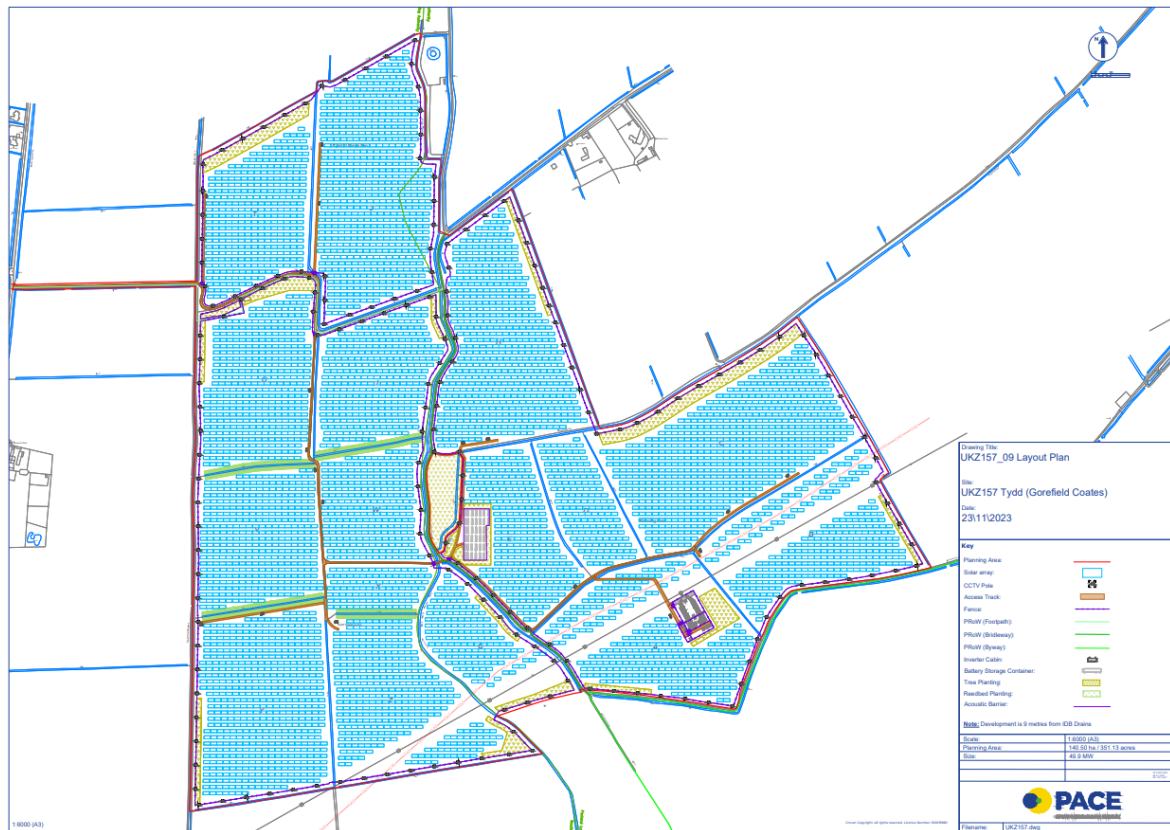 N
Drawing Title:
UKZ157_09 Layout Plan
Site:
UKZ157 Tydd (Gorefield Coates)
Date:
23\11\2023
Key
Planning Area:
Solar array:
CCTV Pole
Access Track:
Fence:
PRoW (Footpath):
PRoW (Bridleway):
PRoW (Byway):
Inverter Cabin:
Battery Storage Container:
Tree Planting:
Reedbed Planting:
Acoustic Barrier:
Note: Development is 9 metres from IDB Drains
Scale: 1:6000 (A3)
Planning Area: 140.50 ha / 351.13 acres
Size: 49.9 MW
PACE
Filename: UKZ157.dwg
1:6000 (A3)